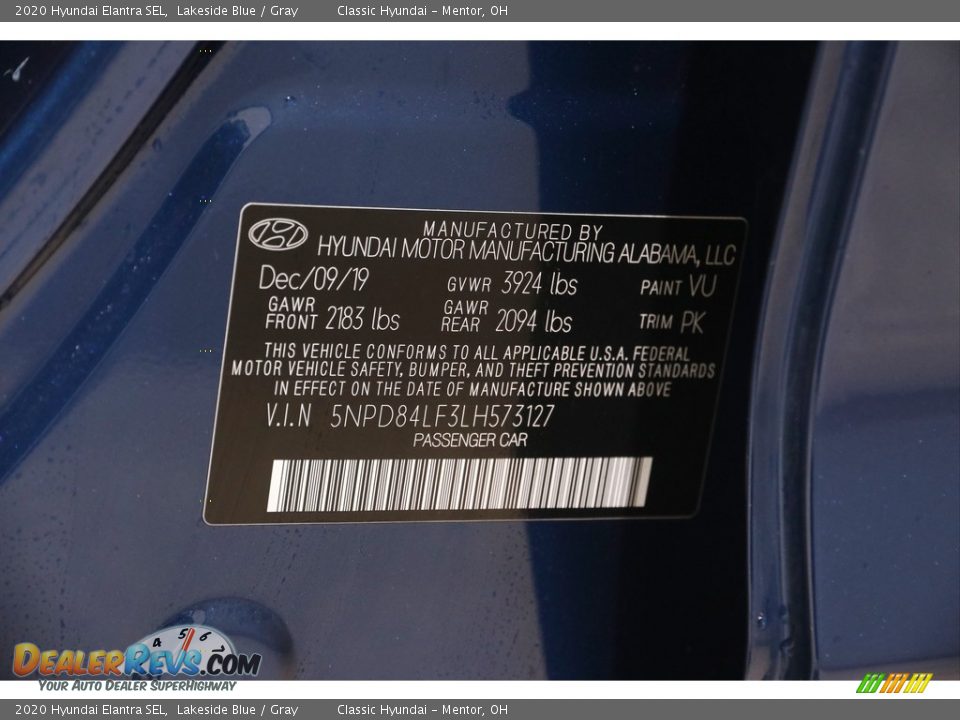 2020 Hyundai Elantra SEL, Lakeside Blue / Gray Classic Hyundai - Mentor, OH
MANUFACTURED BY
HYUNDAI MOTOR MANUFACTURING ALABAMA, LLC
Dec/09/19 GVWR 3924 lbs PAINT VU
GAWR FRONT 2183 lbs GAWR REAR 2094 lbs TRIM PK
THIS VEHICLE CONFORMS TO ALL APPLICABLE U.S.A. FEDERAL
MOTOR VEHICLE SAFETY, BUMPER, AND THEFT PREVENTION STANDARDS
IN EFFECT ON THE DATE OF MANUFACTURE SHOWN ABOVE
V.I.N 5NPD84LF3LH573127
PASSENGER CAR
4 5 6 7
DEALERREVS.COM
YOUR AUTO DEALER SUPERHIGHWAY
2020 Hyundai Elantra SEL, Lakeside Blue / Gray Classic Hyundai - Mentor, OH